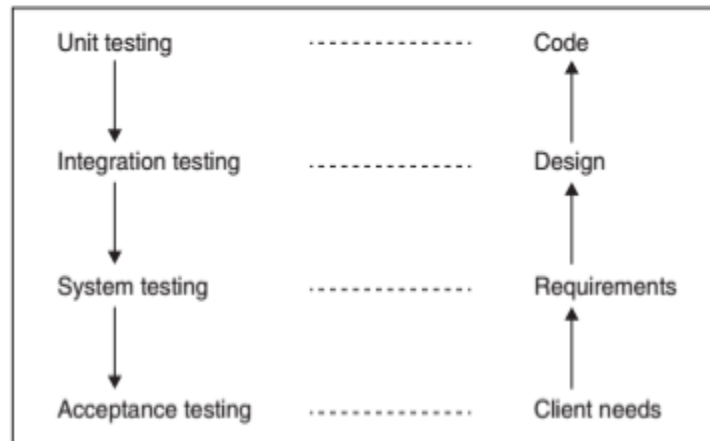 Unit testing Code
Integration testing Design
System testing Requirements
Acceptance testing Client needs